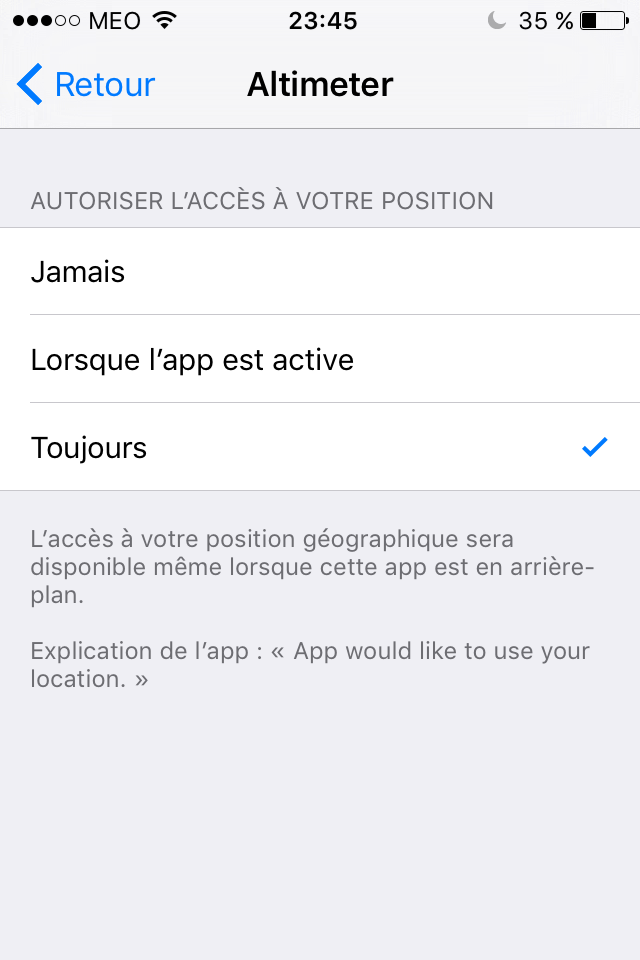 MEO 23:45 35 %
Retour Altimeter
AUTORISER L’ACCÈS À VOTRE POSITION
Jamais
Lorsque l’app est active
Toujours
L’accès à votre position géographique sera
disponible même lorsque cette app est en arrière-
plan.
Explication de l’app : « App would like to use your
location. »